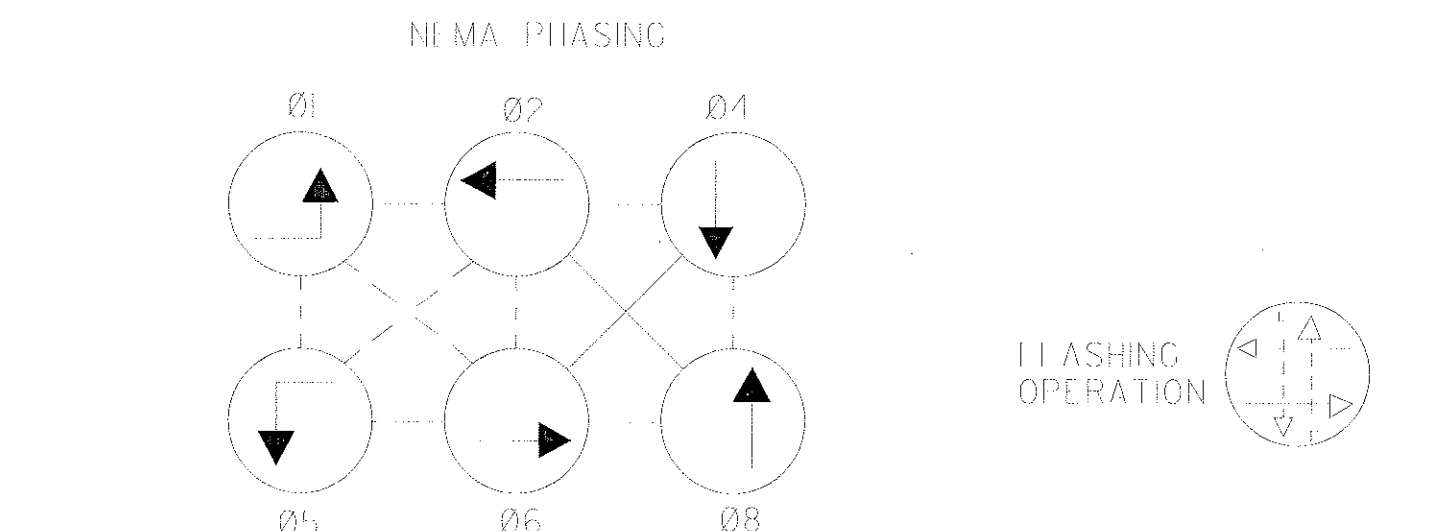 NEMA PHASING
Ø1 Ø2 Ø4
FLASHING
OPERATION
Ø5 Ø6 Ø8